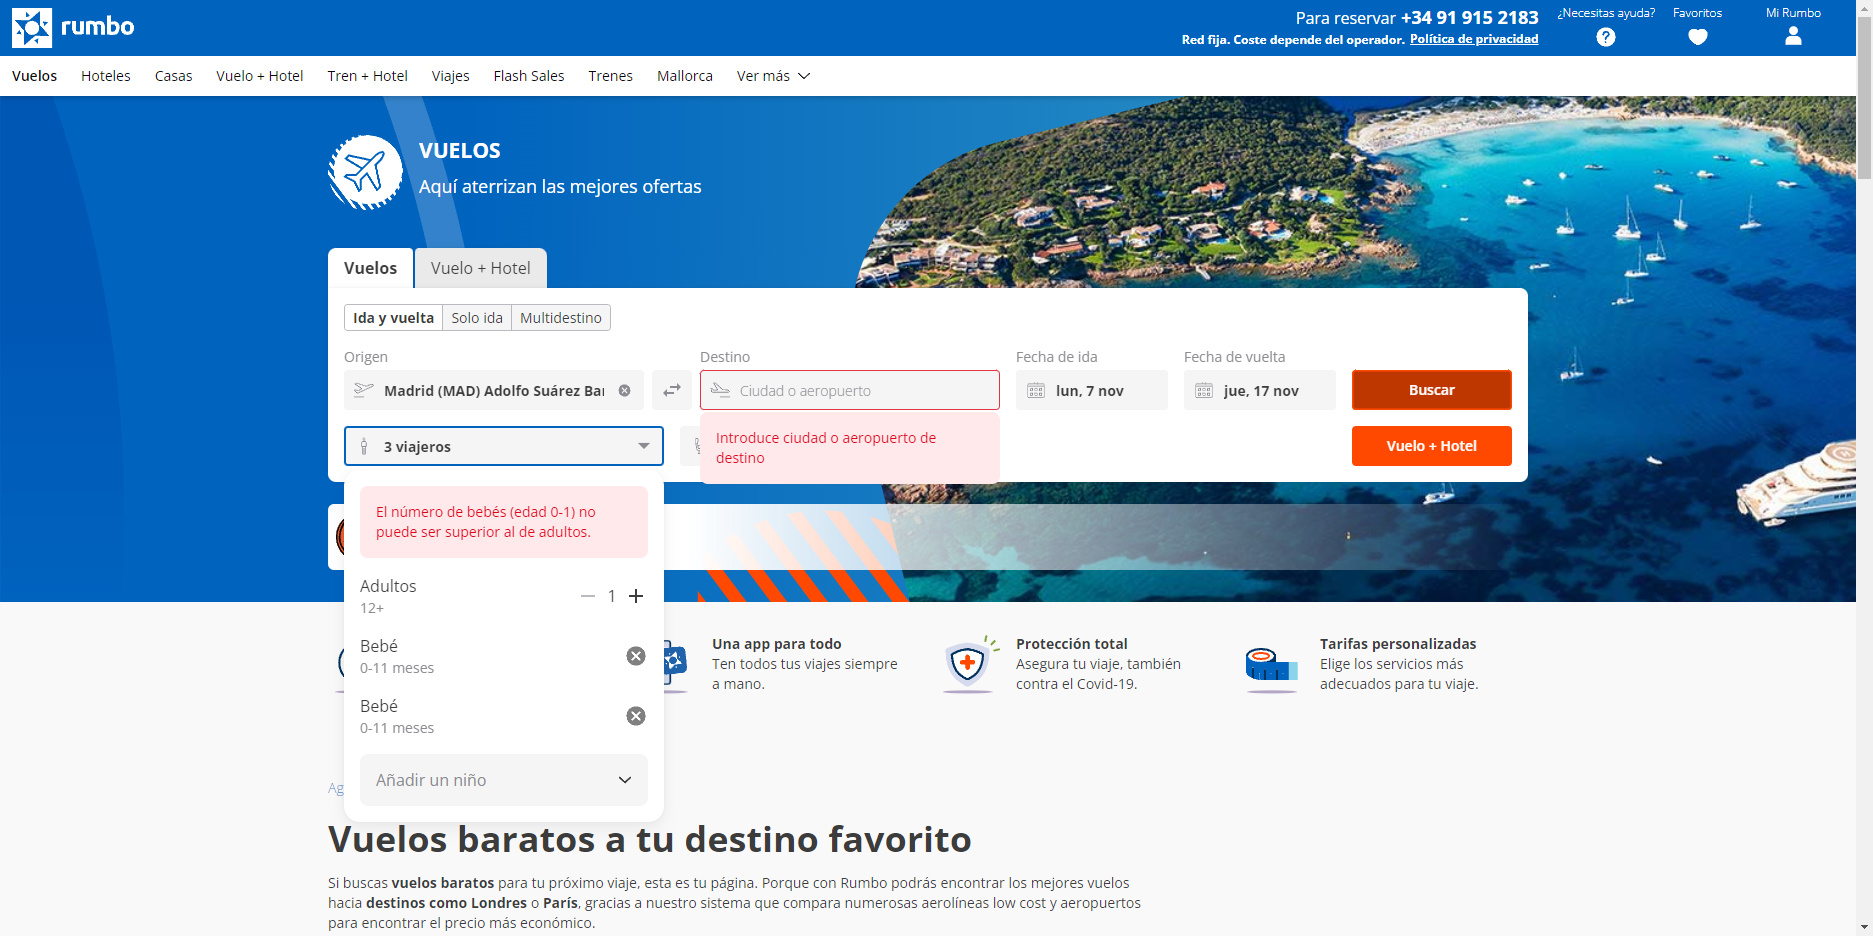 rumbo
Para reservar +34 91 915 2183
Red fija. Coste depende del operador. Política de privacidad
¿Necesitas ayuda?
Favoritos
Mi Rumbo
Vuelos
Hoteles
Casas
Vuelo + Hotel
Tren + Hotel
Viajes
Flash Sales
Trenes
Mallorca
Ver más
VUELOS
Aquí aterrizan las mejores ofertas
Vuelos
Vuelo + Hotel
Ida y vuelta
Solo ida
Multidestino
Origen
Destino
Fecha de ida
Fecha de vuelta
Madrid (MAD) Adolfo Suárez Bar
Ciudad o aeropuerto
lun, 7 nov
jue, 17 nov
Buscar
3 viajeros
Introduce ciudad o aeropuerto de
destino
Vuelo + Hotel
El número de bebés (edad 0-1) no
puede ser superior al de adultos.
Adultos
12+
1
Bebé
0-11 meses
Bebé
0-11 meses
Añadir un niño
Una app para todo
Ten todos tus viajes siempre
a mano.
Protección total
Asegura tu viaje, también
contra el Covid-19.
Tarifas personalizadas
Elige los servicios más
adecuados para tu viaje.
Ag
Vuelos baratos a tu destino favorito
Si buscas vuelos baratos para tu próximo viaje, esta es tu página. Porque con Rumbo podrás encontrar los mejores vuelos
hacia destinos como Londres o París, gracias a nuestro sistema que compara numerosas aerolíneas low cost y aeropuertos
para encontrar el precio más económico.